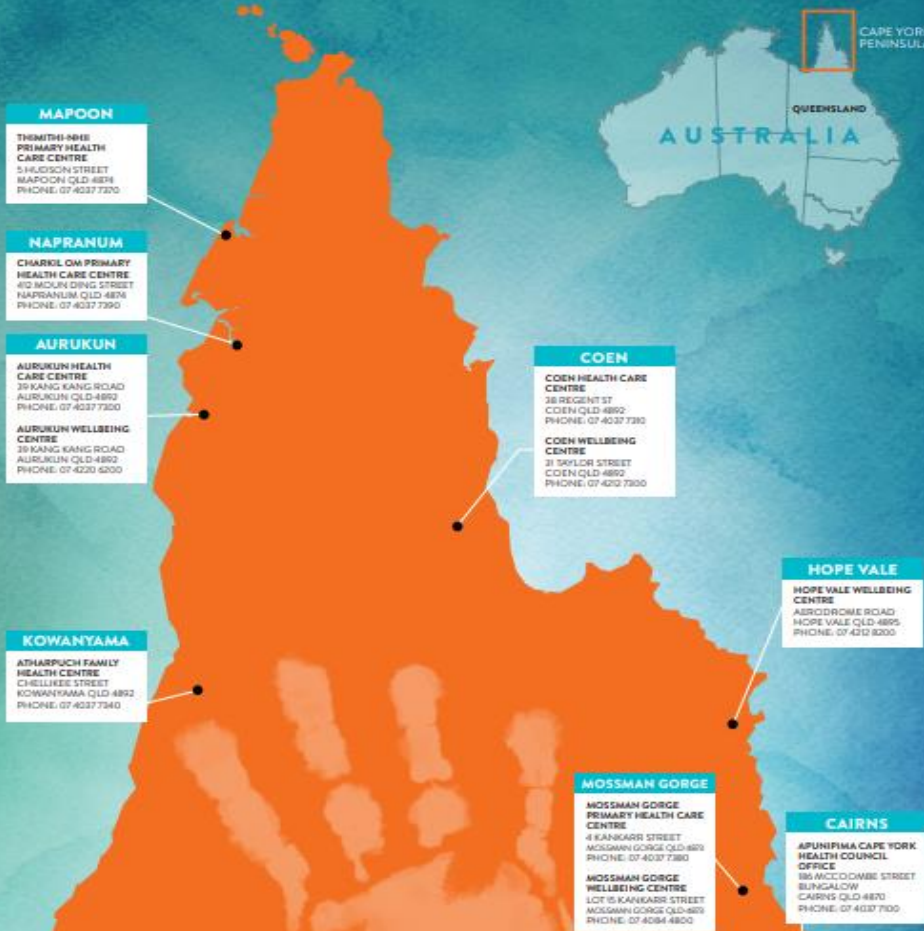 CAPE YORK
PENINSULA
QUEENSLAND
AUSTRALIA
MAPOON
THIMITHI-NHII
PRIMARY HEALTH
CARE CENTRE
5 HUDSON STREET
MAPOON QLD 4874
PHONE: 07 4037 7370
NAPRANUM
CHARKIL OM PRIMARY
HEALTH CARE CENTRE
412 MOUN DING STREET
NAPRANUM QLD 4874
PHONE: 07 4037 7390
AURUKUN
AURUKUN HEALTH
CARE CENTRE
39 KANG KANG ROAD
AURUKUN QLD 4892
PHONE: 07 4037 7300
AURUKUN WELLBEING
CENTRE
39 KANG KANG ROAD
AURUKUN QLD 4892
PHONE: 07 4220 6200
COEN
COEN HEALTH CARE
CENTRE
38 REGENT ST
COEN QLD 4892
PHONE: 07 4037 7310
COEN WELLBEING
CENTRE
31 TAYLOR STREET
COEN QLD 4892
PHONE: 07 4212 7300
HOPE VALE
HOPE VALE WELLBEING
CENTRE
AERODROME ROAD
HOPE VALE QLD 4895
PHONE: 07 4212 8200
KOWANYAMA
ATHARPUCH FAMILY
HEALTH CENTRE
CHELLIKEE STREET
KOWANYAMA QLD 4892
PHONE: 07 4037 7340
MOSSMAN GORGE
MOSSMAN GORGE
PRIMARY HEALTH CARE
CENTRE
4 KANKARR STREET
MOSSMAN GORGE QLD 4873
PHONE: 07 4037 7380
MOSSMAN GORGE
WELLBEING CENTRE
LOT 15 KANKARR STREET
MOSSMAN GORGE QLD 4873
PHONE: 07 4084 4800
CAIRNS
APUNIPIMA CAPE YORK
HEALTH COUNCIL
OFFICE
186 MCCOOMBE STREET
BUNGALOW
CAIRNS QLD 4870
PHONE: 07 4037 7100